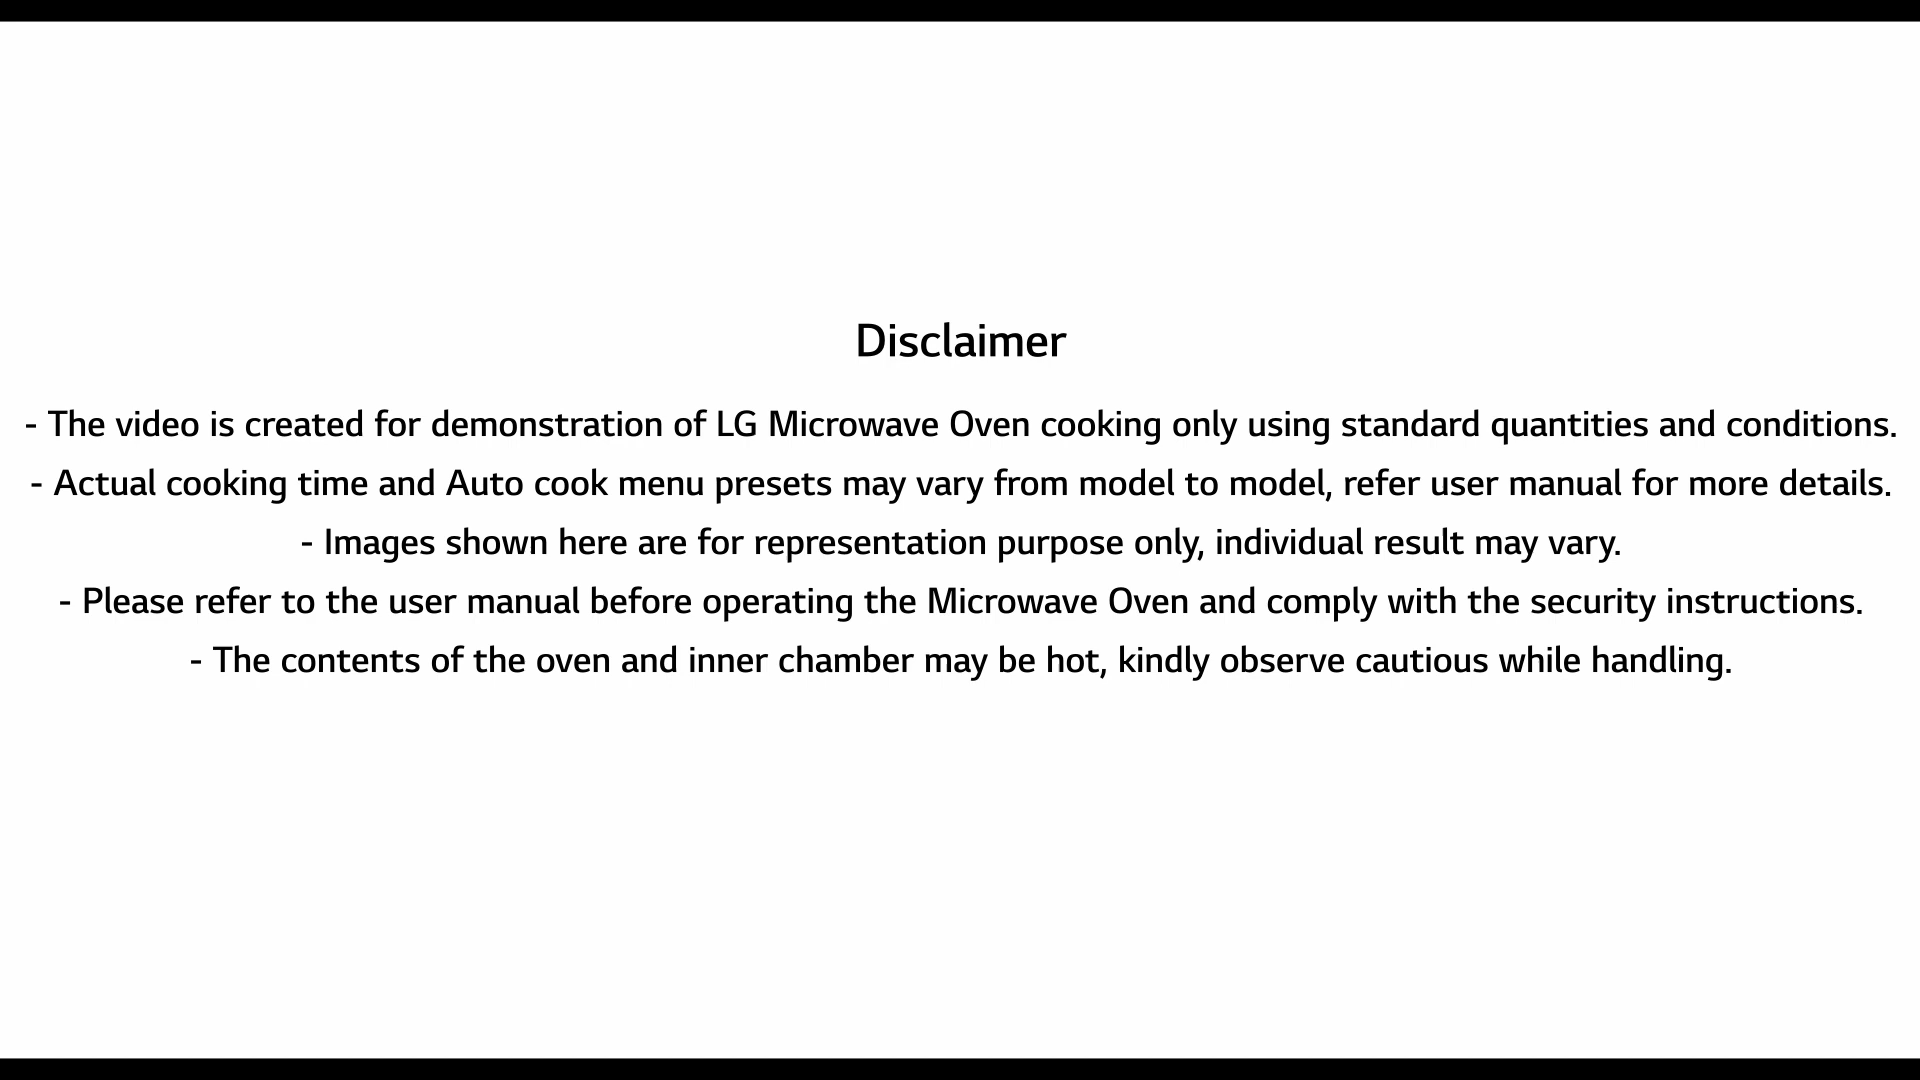 Disclaimer
- The video is created for demonstration of LG Microwave Oven cooking only using standard quantities and conditions.
- Actual cooking time and Auto cook menu presets may vary from model to model, refer user manual for more details.
- Images shown here are for representation purpose only, individual result may vary.
- Please refer to the user manual before operating the Microwave Oven and comply with the security instructions.
- The contents of the oven and inner chamber may be hot, kindly observe cautious while handling.